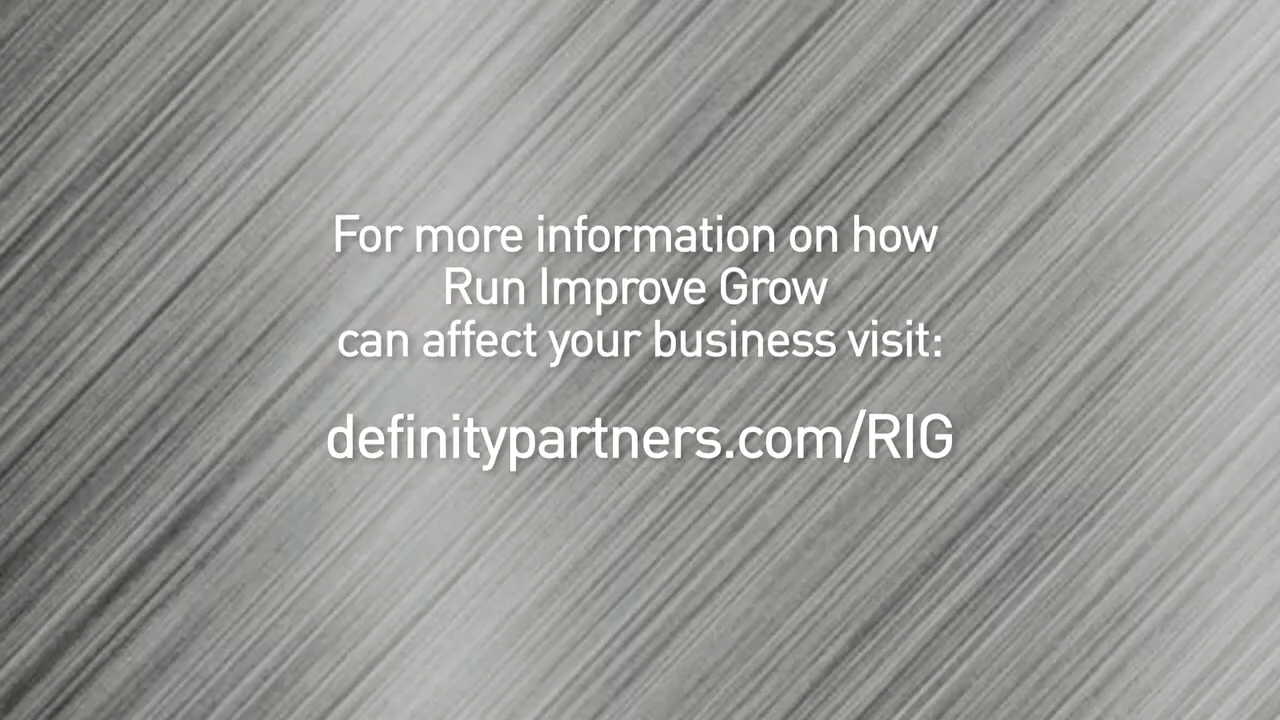 For more information on how
Run Improve Grow
can affect your business visit:
definitypartners.com/RIG